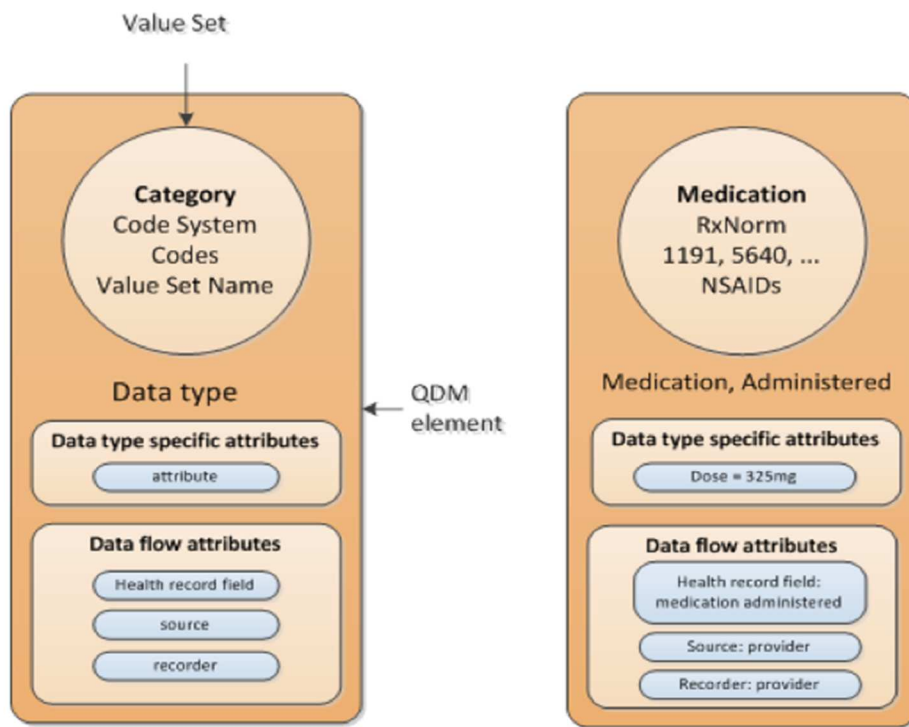 Value Set
Category
Code System
Codes
Value Set Name
Data type
Data type specific attributes
attribute
Data flow attributes
Health record field
source
recorder
QDM
element
Medication
RxNorm
1191, 5640, ...
NSAIDs
Medication, Administered
Data type specific attributes
Dose = 325mg
Data flow attributes
Health record field:
medication administered
Source: provider
Recorder: provider